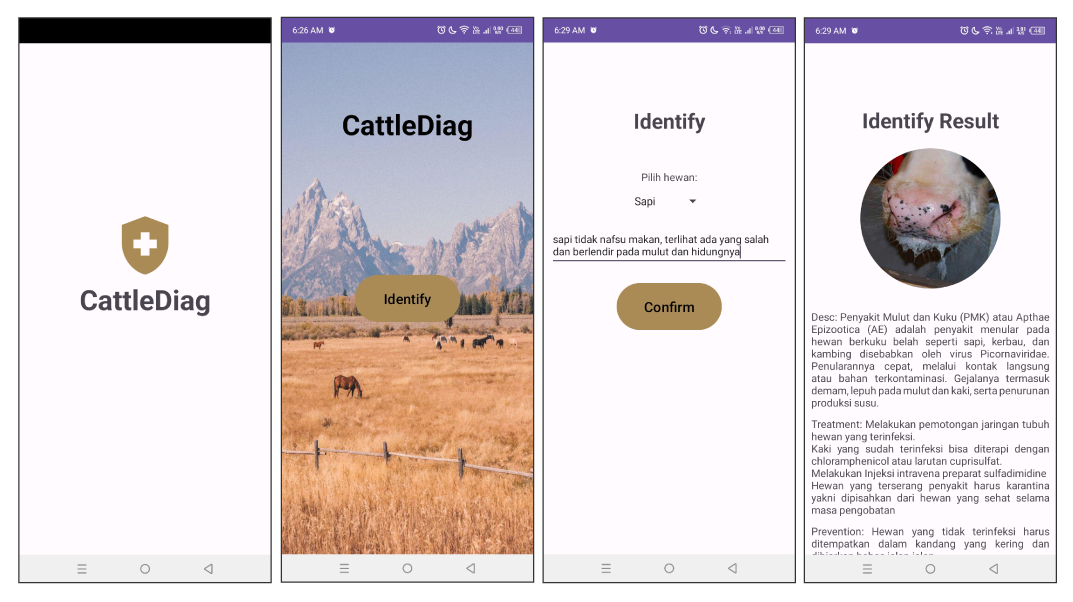 CattleDiag
6:26 AM
CattleDiag
Identify
6:29 AM
Identify
Pilih hewan:
Sapi
sapi tidak nafsu makan, terlihat ada yang salah
dan berlendir pada mulut dan hidungnya
Confirm
6:29 AM
Identify Result
Desc: Penyakit Mulut dan Kuku (PMK) atau Apthae
Epizootica (AE) adalah penyakit menular pada
hewan berkuku belah seperti sapi, kerbau, dan
kambing disebabkan oleh virus Picornaviridae.
Penularannya cepat, melalui kontak langsung
atau bahan terkontaminasi. Gejalanya termasuk
demam, lepuh pada mulut dan kaki, serta penurunan
produksi susu.
Treatment: Melakukan pemotongan jaringan tubuh
hewan yang terinfeksi.
Kaki yang sudah terinfeksi bisa diterapi dengan
chloramphenicol atau larutan cuprisulfat.
Melakukan Injeksi intravena preparat sulfadimidine
Hewan yang terserang penyakit harus karantina
yakni dipisahkan dari hewan yang sehat selama
masa pengobatan
Prevention: Hewan yang tidak terinfeksi harus
ditempatkan dalam kandang yang kering dan